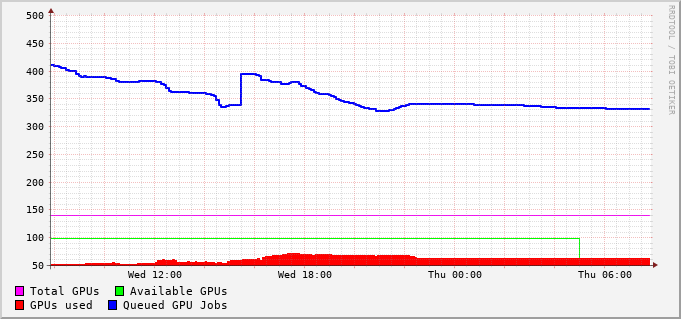 500
450
400
350
300
250
200
150
100
50
Wed 12:00 Wed 18:00 Thu 00:00 Thu 06:00
Total GPUs Available GPUs
GPUs used Queued GPU Jobs
RRDTOOL / TOBI OETIKER